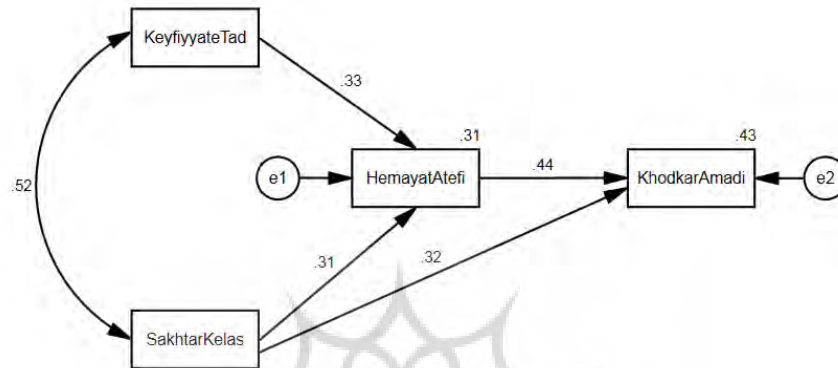 KeyfiyyateTad
.33
.31
.43
.52
e1
HemayatAtefi
.44
KhodkarAmadi
e2
.31
.32
SakhtarKelas